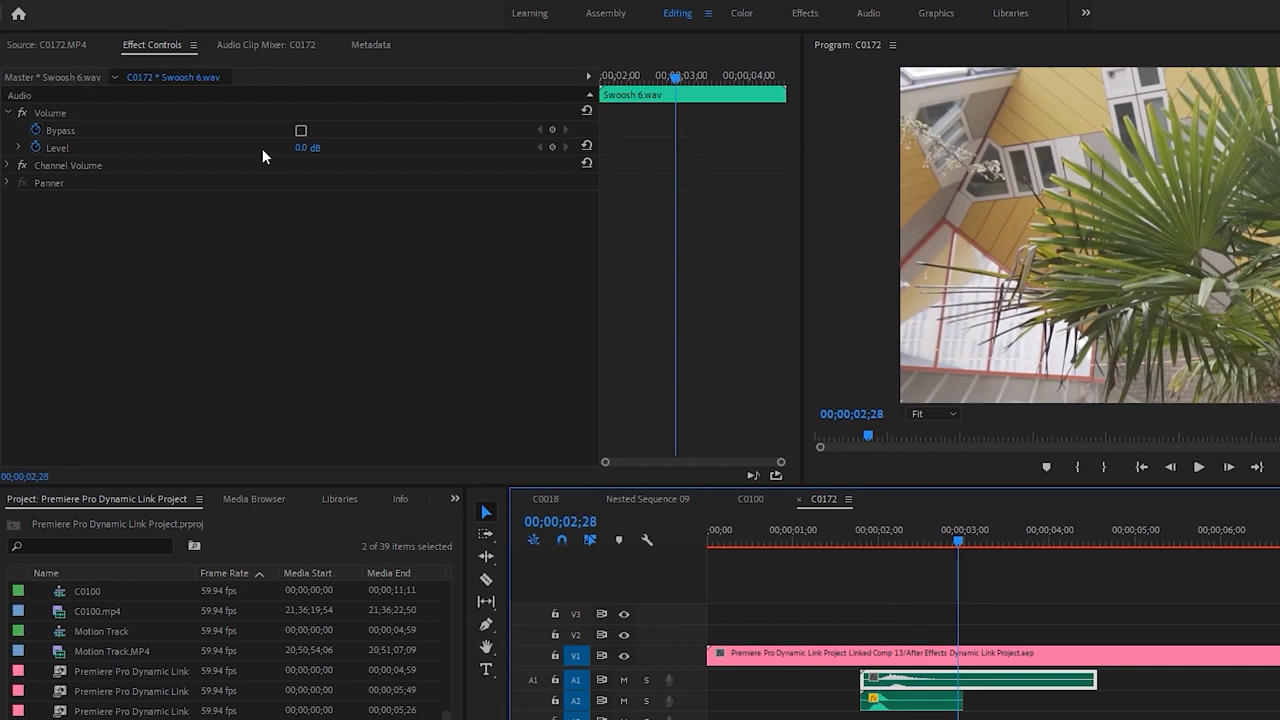 Learning Assembly Editing Color Effects Audio Graphics Libraries
Source: C0172.MP4 Effect Controls Audio Clip Mixer: C0172 Metadata Program: C0172
Master * Swoosh 6.wav C0172 * Swoosh 6.wav ;00;02;00 00;00;03;00 00;00;04;00
Audio Swoosh 6.wav
fx Volume
Bypass
Level 0.0 dB
fx Channel Volume
fx Panner
00;00;02;28 Fit
00;00;02;28
Project: Premiere Pro Dynamic Link Project Media Browser Libraries Info C0018 Nested Sequence 09 C0100 × C0172
Premiere Pro Dynamic Link Project.prproj 00;00;02;28
2 of 39 items selected ;00;00 00;00;01;00 00;00;02;00 00;00;03;00 00;00;04;00 00;00;05;00 00;00;06;00
Name Frame Rate Media Start Media End
C0100 59.94 fps 00;00;00;00 00;00;11;11
C0100.mp4 59.94 fps 21;36;19;54 21;36;22;50 V3
Motion Track 59.94 fps 00;00;00;00 00;00;04;59 V2
Motion Track.MP4 59.94 fps 20;50;54;06 20;51;07;09 V1 Premiere Pro Dynamic Link Project Linked Comp 13/After Effects Dynamic Link Project.aep
Premiere Pro Dynamic Link 59.94 fps 00;00;00;00 00;00;04;59 A1 A1 M S
Premiere Pro Dynamic Link 59.94 fps 00;00;00;00 00;00;05;49 A2 M S fx
Premiere Pro Dynamic Link 59.94 fps 00;00;00;00 00;00;05;26